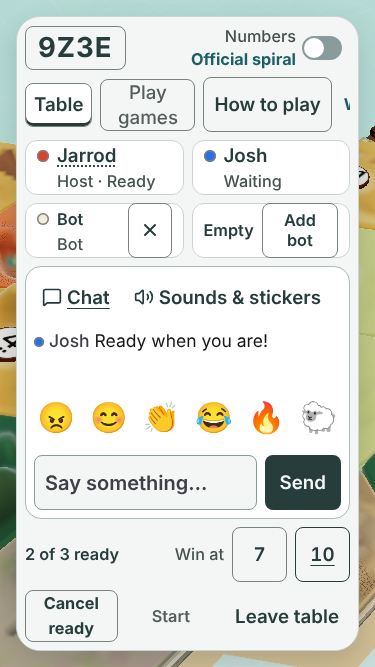 9Z3E
Numbers
Official spiral
Table
Play
games
How to play
Jarrod
Host · Ready
Josh
Waiting
Bot
Bot
Empty
Add
bot
Chat
Sounds & stickers
Josh Ready when you are!
Say something...
Send
2 of 3 ready
Win at
7
10
Cancel
ready
Start
Leave table